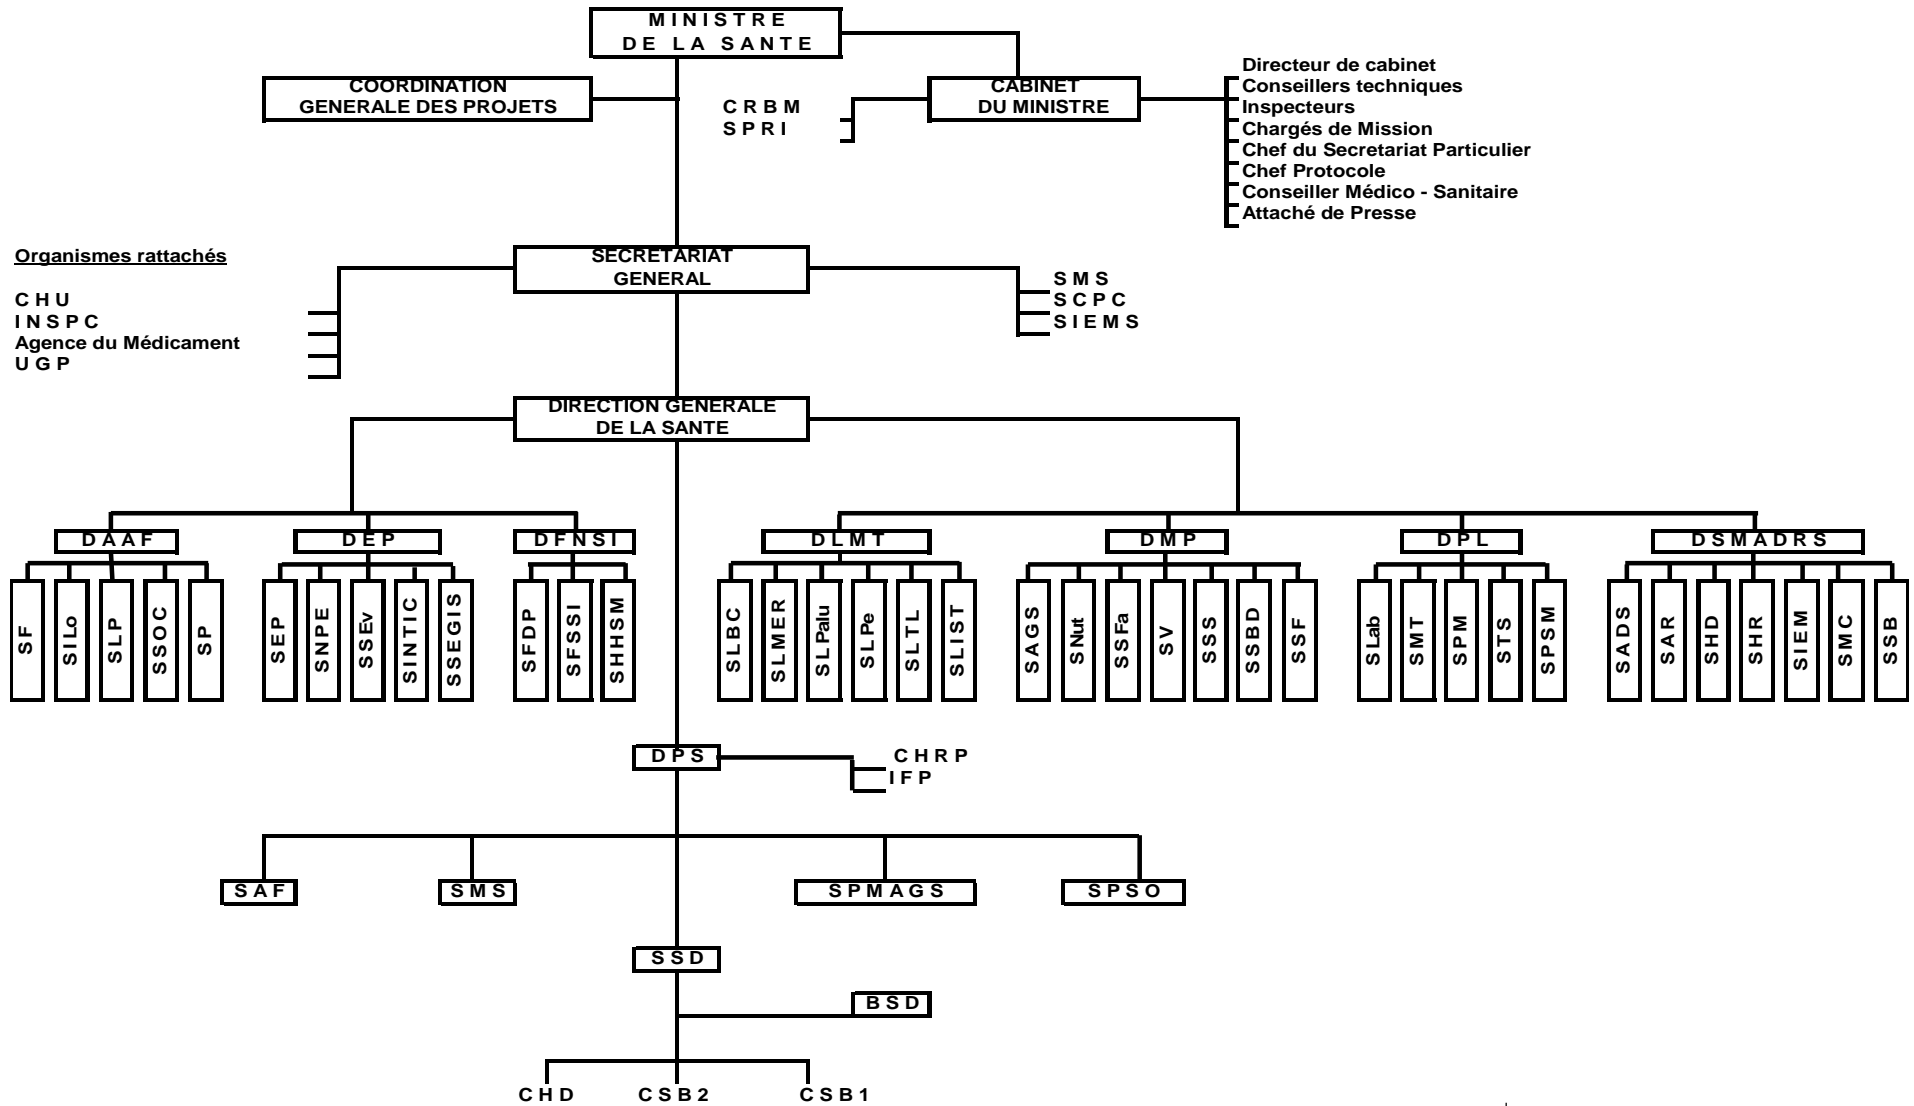 MINISTRE
DE LA SANTE
COORDINATION
GENERALE DES PROJETS
CABINET
DU MINISTRE
CRBM
SPRI
Directeur de cabinet
Conseillers techniques
Inspecteurs
Chargés de Mission
Chef du Secretariat Particulier
Chef Protocole
Conseiller Médico - Sanitaire
Attaché de Presse
Organismes rattachés
CHU
INSPC
Agence du Médicament
UGP
SECRETARIAT
GENERAL
SMS
SCPC
SIEMS
DIRECTION GENERALE
DE LA SANTE
DAAF
DEP
DFNSI
DLMT
DMP
DPL
DSMADRS
SF
SILo
SLP
SSOC
SP
SEP
SNPE
SSEv
SINTIC
SSEGIS
SFDP
SFSSI
SHHSM
SLBC
SLMER
SLPalu
SLPe
SLTL
SLIST
SAGS
SNut
SSFa
SV
SSS
SSBD
SSF
SLab
SMT
SPM
STS
SPSM
SADS
SAR
SHD
SHR
SIEM
SMC
SSB
DPS
CHRP
IFP
SAF
SMS
SPMAGS
SPSO
SSD
BSD
CHD
CSB2
CSB1